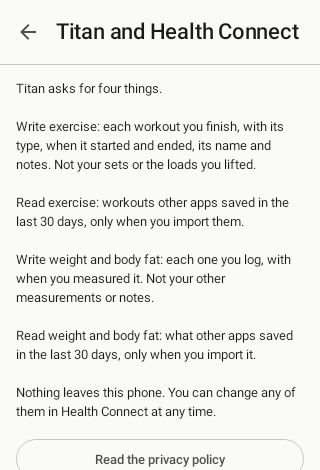 Titan and Health Connect
Titan asks for four things.
Write exercise: each workout you finish, with its
type, when it started and ended, its name and
notes. Not your sets or the loads you lifted.
Read exercise: workouts other apps saved in the
last 30 days, only when you import them.
Write weight and body fat: each one you log, with
when you measured it. Not your other
measurements or notes.
Read weight and body fat: what other apps saved
in the last 30 days, only when you import it.
Nothing leaves this phone. You can change any of
them in Health Connect at any time.
Read the privacy policy